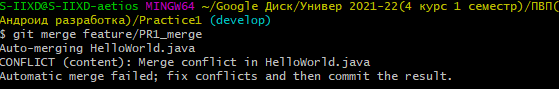 S-IIXD@S-IIXD-aetios MINGW64 ~/Google Диск/Универ 2021-22(4 курс 1 семестр)/ПВП(
Андроид разработка)/Practice1 (develop)
$ git merge feature/PR1_merge
Auto-merging HelloWorld.java
CONFLICT (content): Merge conflict in HelloWorld.java
Automatic merge failed; fix conflicts and then commit the result.